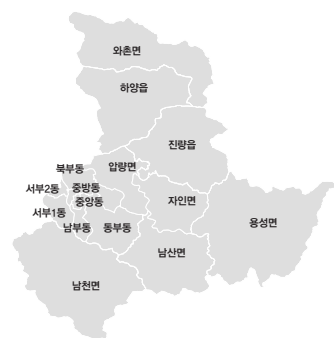 와촌면
하양읍
진량읍
압량면
북부동
서부2동
중방동
중앙동
자인면
서부1동
용성면
남부동
동부동
남산면
남천면